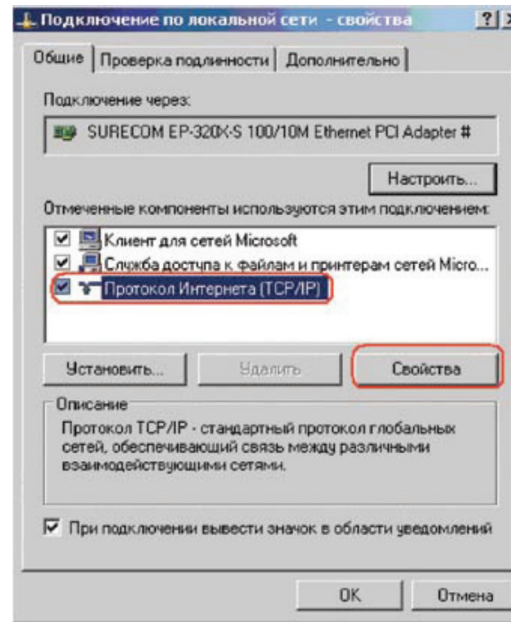 Подключение по локальной сети - свойства
Общие Проверка подлинности Дополнительно
Подключение через:
SURECOM EP-320X-S 100/10M Ethernet PCI Adapter #
Настроить...
Отмеченные компоненты используются этим подключением:
Клиент для сетей Microsoft
Служба доступа к файлам и принтерам сетей Micro...
Протокол Интернета (TCP/IP)
Установить... Удалить Свойства
Описание
Протокол TCP/IP - стандартный протокол глобальных
сетей, обеспечивающий связь между различными
взаимодействующими сетями.
При подключении вывести значок в области уведомлений
OK Отмена